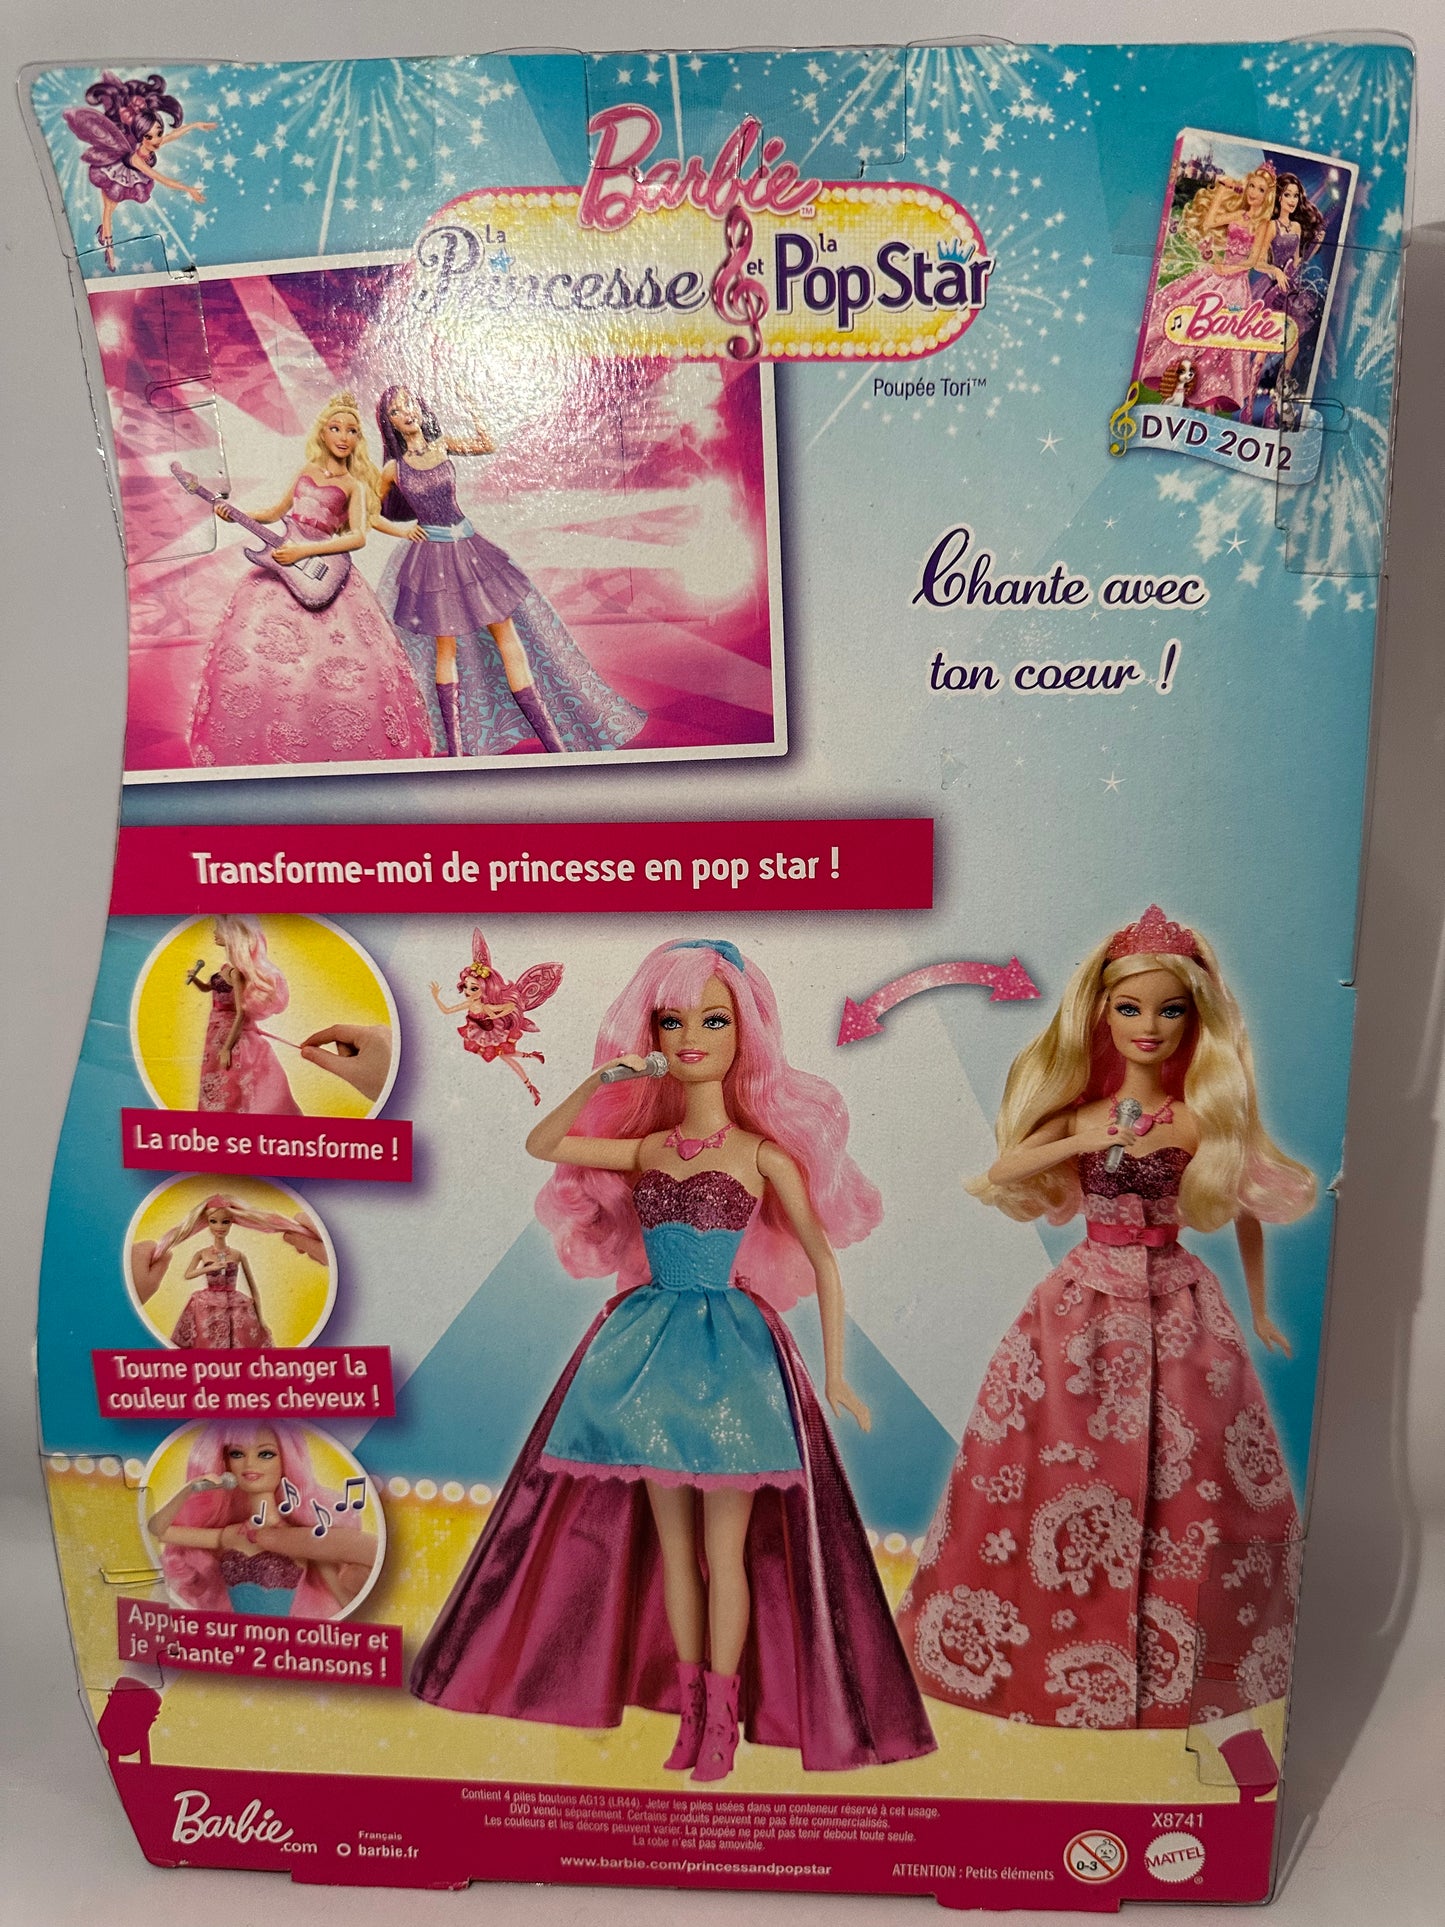 Barbie™
La Princesse et la Pop Star
Poupée Tori™
Barbie
DVD 2012
Chante avec
ton coeur !
Transforme-moi de princesse en pop star !
La robe se transforme !
Tourne pour changer la
couleur de mes cheveux !
Appuie sur mon collier et
je "chante" 2 chansons !
Barbie.com
Français
barbie.fr
Contient 4 piles boutons AG13 (LR44). Jeter les piles usées dans un conteneur réservé à cet usage.
DVD vendu séparément. Certains produits peuvent ne pas être commercialisés.
Les couleurs et les décors peuvent varier. La poupée ne peut pas tenir debout toute seule.
La robe n'est pas amovible.
www.barbie.com/princessandpopstar
ATTENTION : Petits éléments
0-3
X8741
MATTEL
®